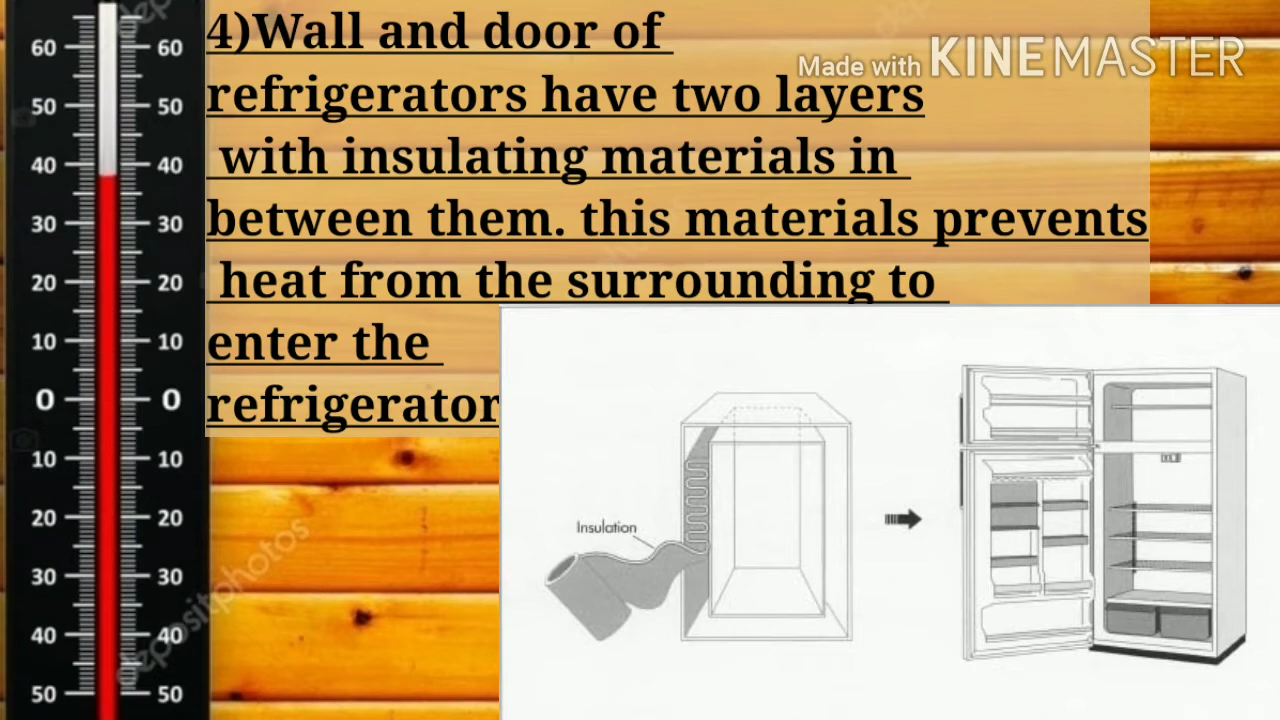 4)Wall and door of
refrigerators have two layers
with insulating materials in
between them. this materials prevents
heat from the surrounding to
enter the
refrigerator
Made with KINEMASTER
Insulation
60 60
50 50
40 40
30 30
20 20
10 10
0 0
10 10
20 20
30 30
40 40
50 50
depositphotos